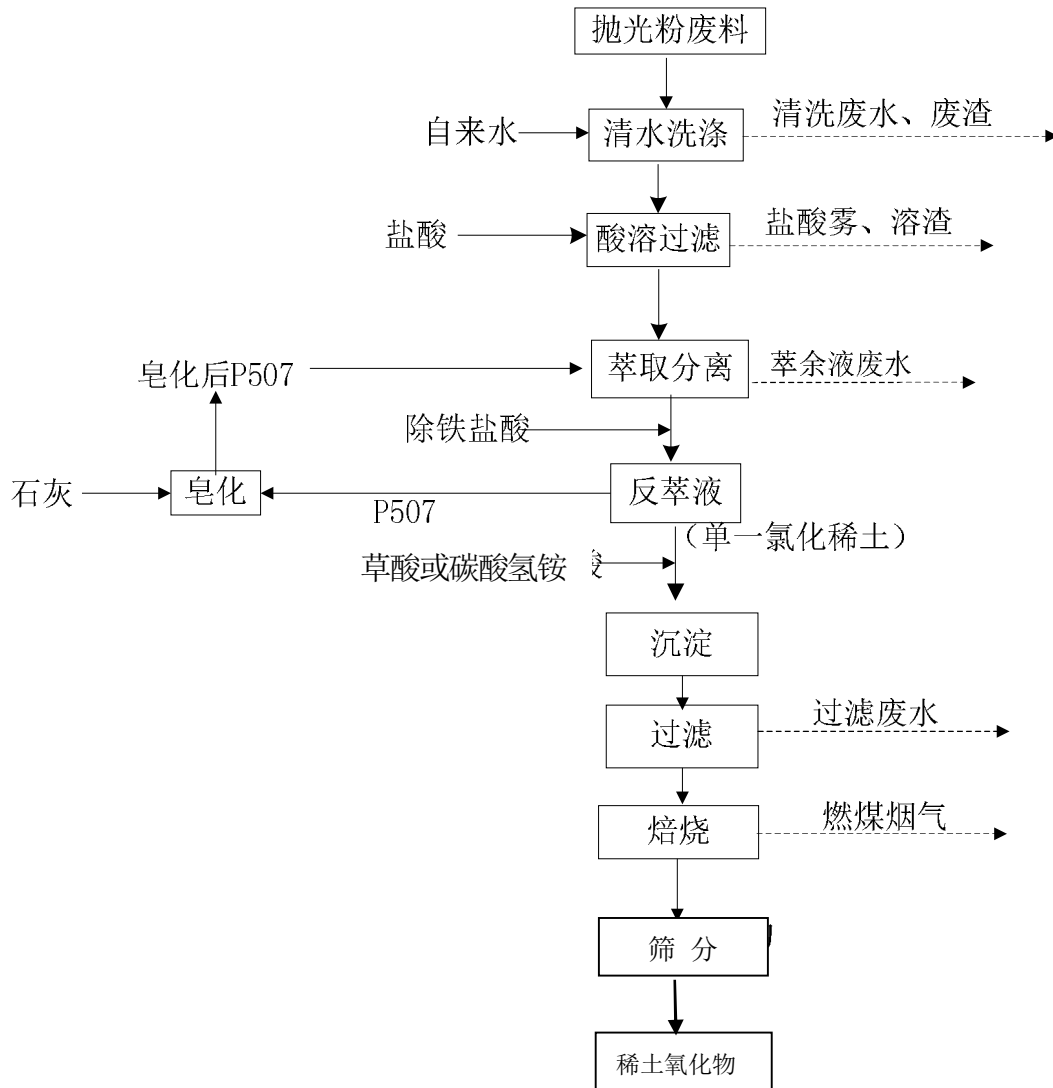 抛光粉废料
清洗废水、废渣
自来水
清水洗涤
盐酸雾、溶渣
盐酸
酸溶过滤
皂化后P507
萃取分离
萃余液废水
除铁盐酸
石灰
皂化
P507
反萃液
(单一氯化稀土)
草酸或碳酸氢铵
沉淀
过滤废水
过滤
燃煤烟气
焙烧
筛 分
稀土氧化物